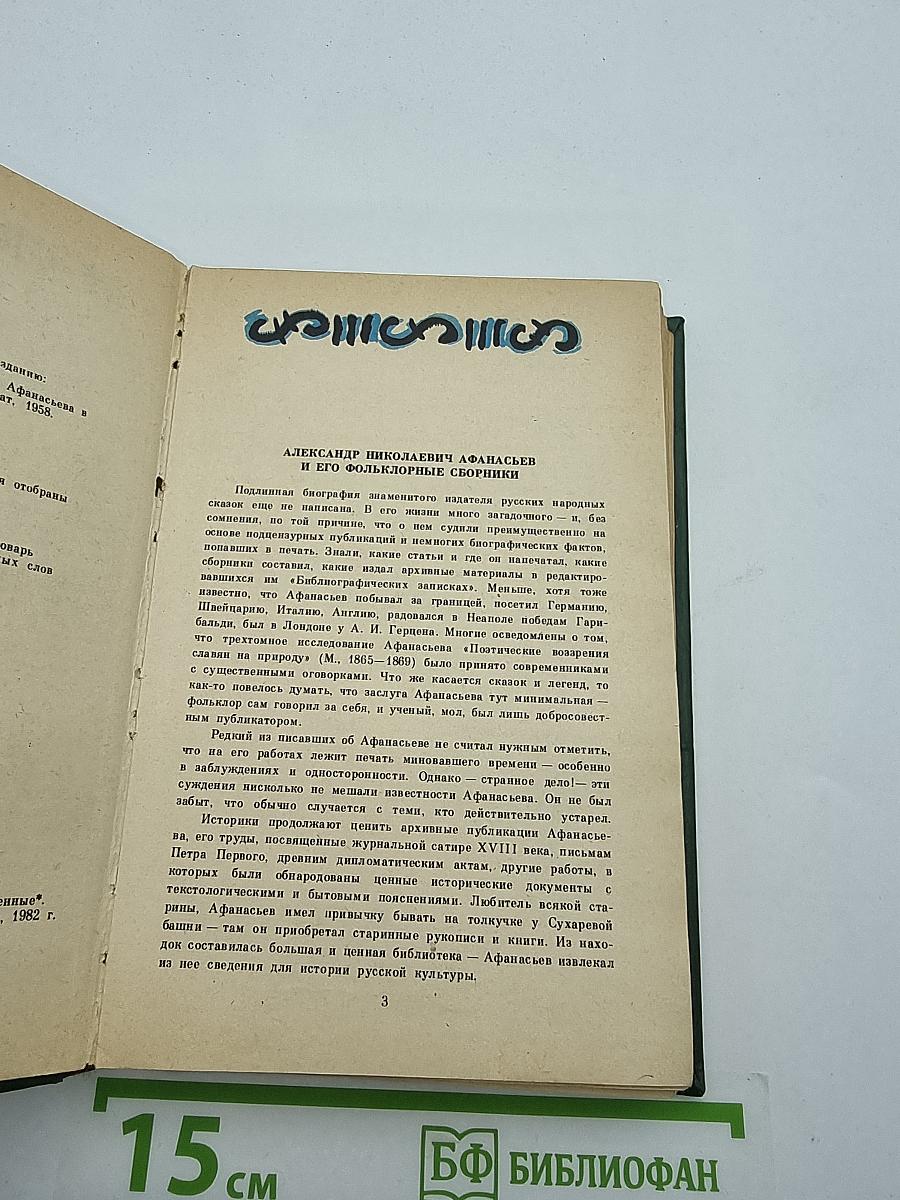 зданию:
Афанасьева в
ат, 1958.
я отобраны
оварь
ых слов
енные*.
, 1982 г.
АЛЕКСАНДР НИКОЛАЕВИЧ АФАНАСЬЕВ
И ЕГО ФОЛЬКЛОРНЫЕ СБОРНИКИ
Подлинная биография знаменитого издателя русских народных
сказок еще не написана. В его жизни много загадочного — и, без
сомнения, по той причине, что о нем судили преимущественно на
основе подцензурных публикаций и немногих биографических фактов,
попавших в печать. Знали, какие статьи и где он напечатал, какие
сборники составил, какие издал архивные материалы в редактиро-
вавшихся им «Библиографических записках». Меньше, хотя тоже
известно, что Афанасьев побывал за границей, посетил Германию,
Швейцарию, Италию, Англию, радовался в Неаполе победам Гари-
бальди, был в Лондоне у А. И. Герцена. Многие осведомлены о том,
что трехтомное исследование Афанасьева «Поэтические воззрения
славян на природу» (М., 1865—1869) было принято современниками
с существенными оговорками. Что же касается сказок и легенд, то
как-то повелось думать, что заслуга Афанасьева тут минимальная —
фольклор сам говорил за себя, и ученый, мол, был лишь добросовест-
ным публикатором.
Редкий из писавших об Афанасьеве не считал нужным отметить,
что на его работах лежит печать миновавшего времени — особенно
в заблуждениях и односторонности. Однако — странное дело!— эти
суждения нисколько не мешали известности Афанасьева. Он не был
забыт, что обычно случается с теми, кто действительно устарел.
Историки продолжают ценить архивные публикации Афанасье-
ва, его труды, посвященные журнальной сатире XVIII века, письмам
Петра Первого, древним дипломатическим актам, другие работы, в
которых были обнародованы ценные исторические документы с
текстологическими и бытовыми пояснениями. Любитель всякой ста-
рины, Афанасьев имел привычку бывать на толкучке у Сухаревой
башни — там он приобретал старинные рукописи и книги. Из нахо-
док составилась большая и ценная библиотека — Афанасьев извлекал
из нее сведения для истории русской культуры.
3
15 см
БФ БИБЛИОФАН